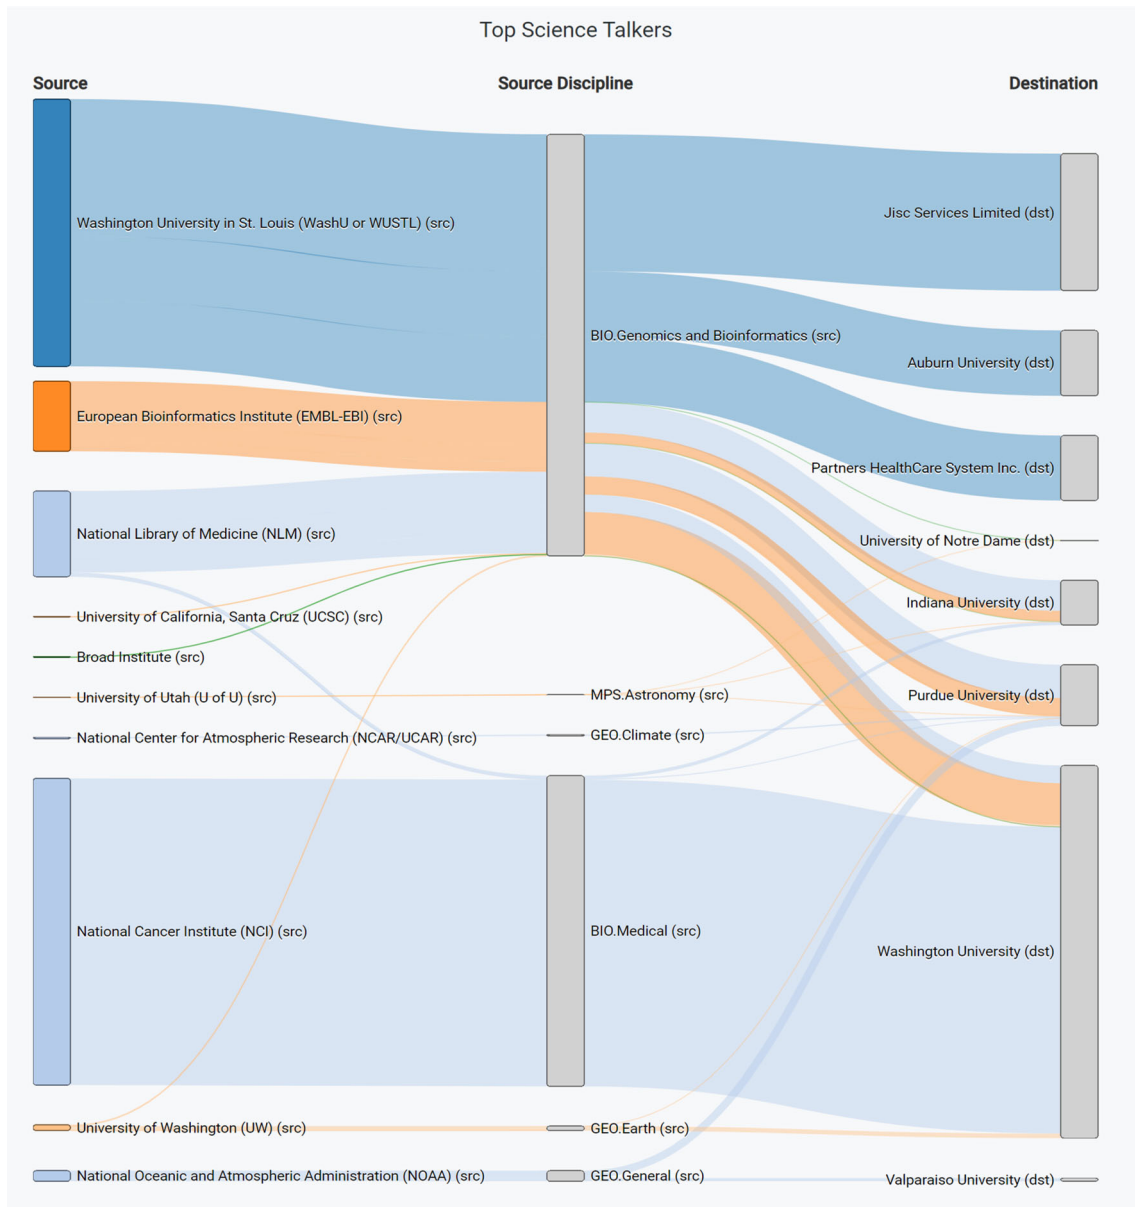 Top Science Talkers
Source
Source Discipline
Destination
Washington University in St. Louis (WashU or WUSTL) (src)
European Bioinformatics Institute (EMBL-EBI) (src)
National Library of Medicine (NLM) (src)
University of California, Santa Cruz (UCSC) (src)
Broad Institute (src)
University of Utah (U of U) (src)
National Center for Atmospheric Research (NCAR/UCAR) (src)
National Cancer Institute (NCI) (src)
University of Washington (UW) (src)
National Oceanic and Atmospheric Administration (NOAA) (src)
BIO.Genomics and Bioinformatics (src)
MPS.Astronomy (src)
GEO.Climate (src)
BIO.Medical (src)
GEO.Earth (src)
GEO.General (src)
Jisc Services Limited (dst)
Auburn University (dst)
Partners HealthCare System Inc. (dst)
University of Notre Dame (dst)
Indiana University (dst)
Purdue University (dst)
Washington University (dst)
Valparaiso University (dst)